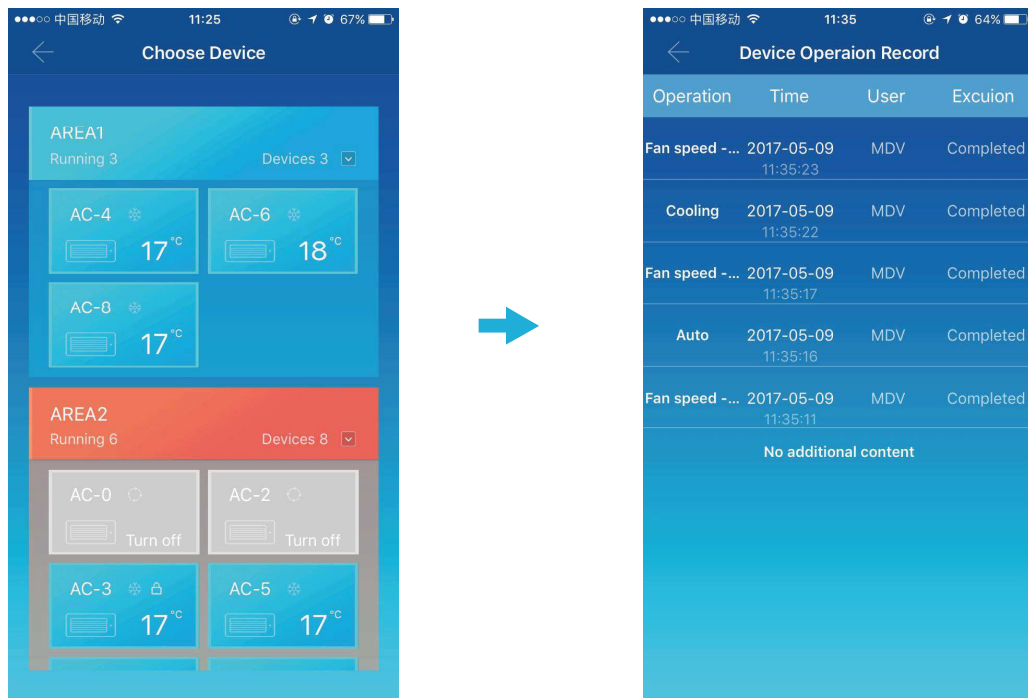 中国移动 11:25 67%
Choose Device
AREA1
Running 3 Devices 3
AC-4 AC-6
17°C 18°C
AC-8
17°C
AREA2
Running 6 Devices 8
AC-0 AC-2
Turn off Turn off
AC-3 AC-5
17°C 17°C
中国移动 11:35 64%
Device Operaion Record
Operation Time User Excuion
Fan speed -... 2017-05-09 MDV Completed
11:35:23
Cooling 2017-05-09 MDV Completed
11:35:22
Fan speed -... 2017-05-09 MDV Completed
11:35:17
Auto 2017-05-09 MDV Completed
11:35:16
Fan speed -... 2017-05-09 MDV Completed
11:35:11
No additional content